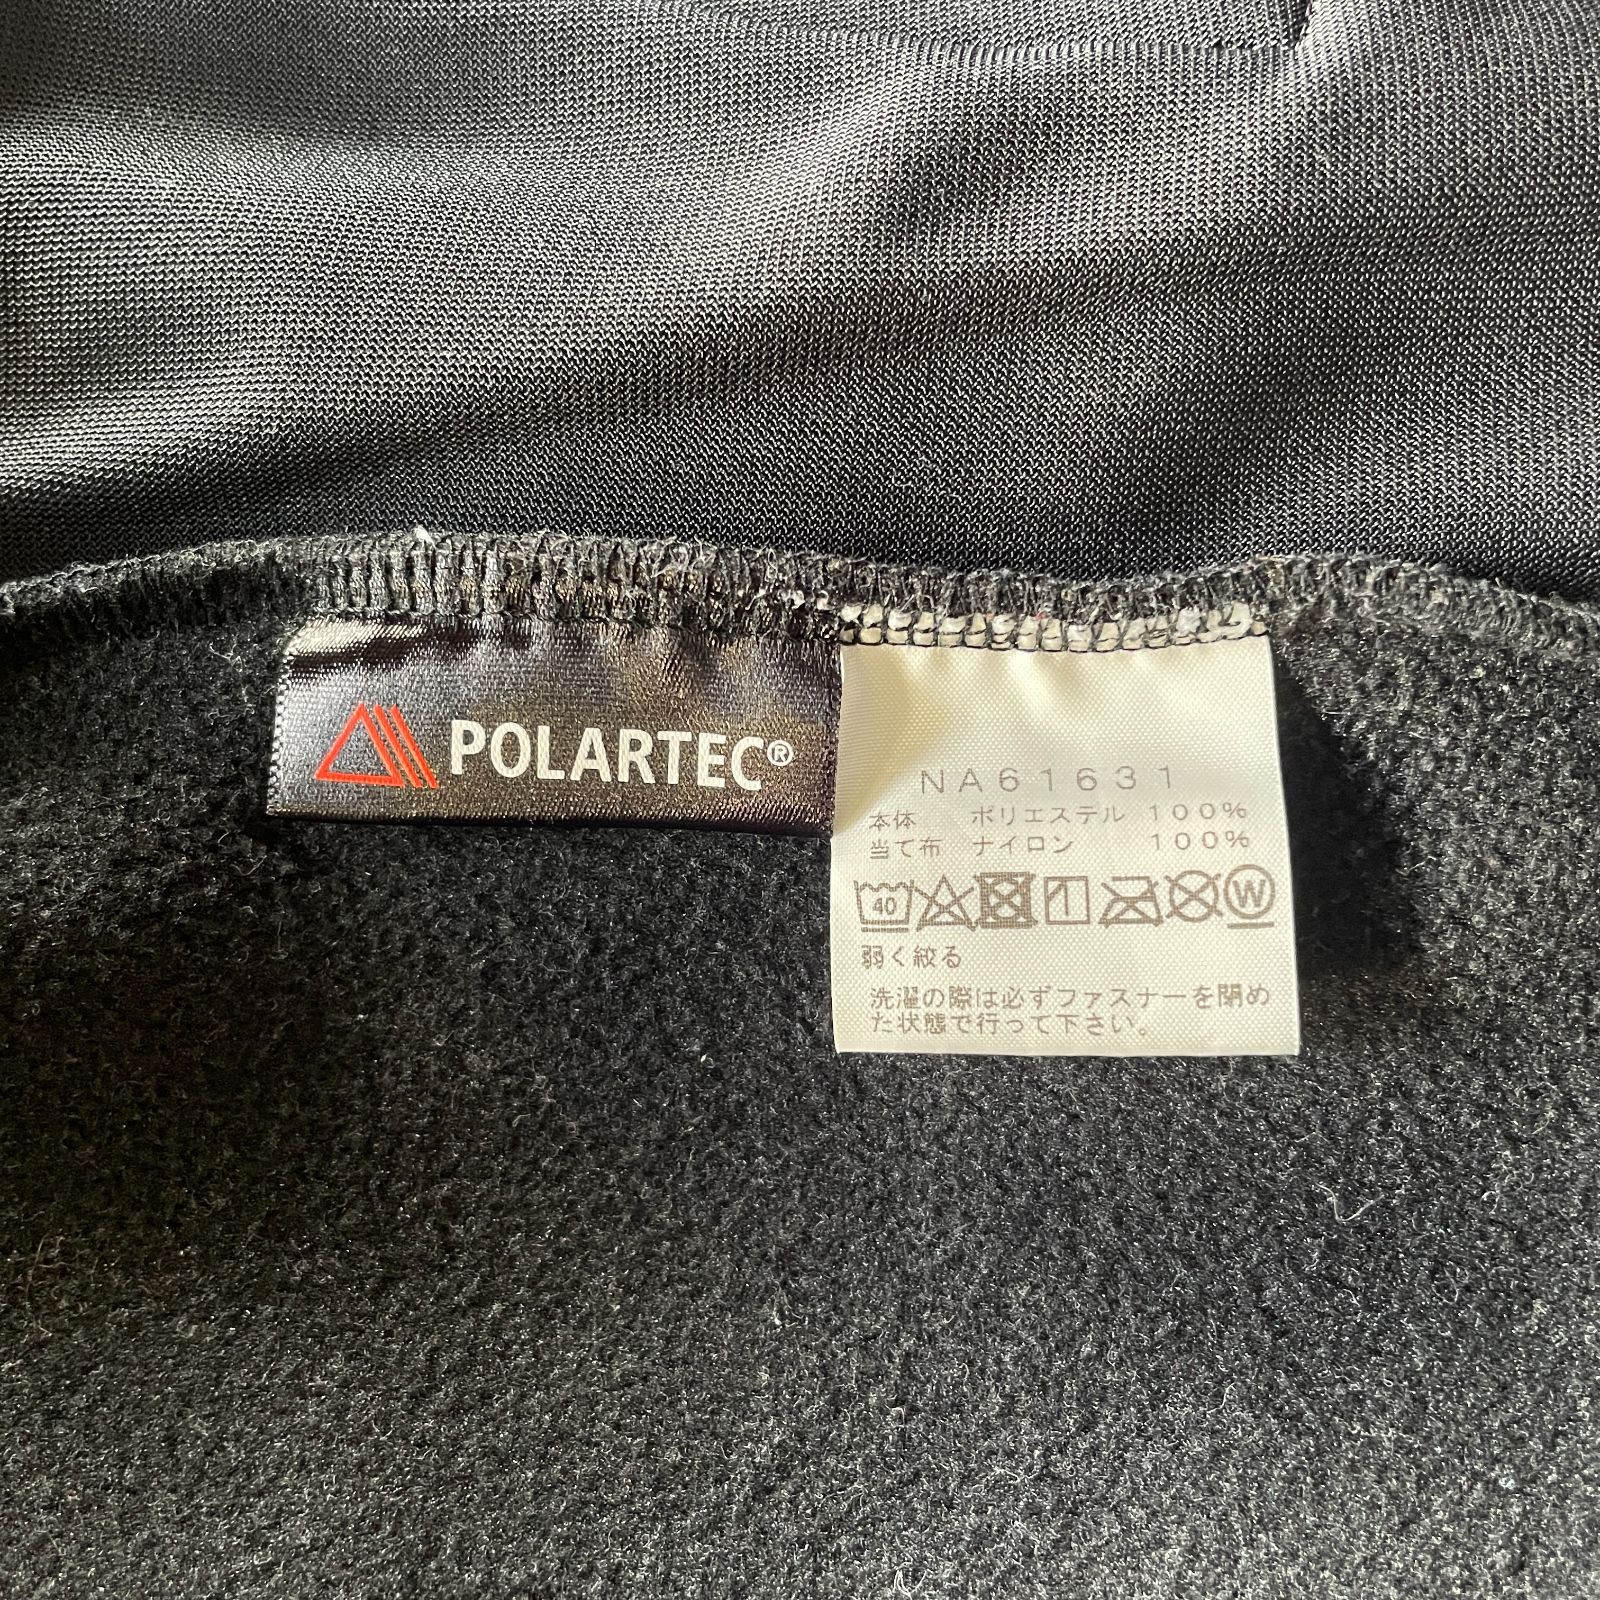 POLARTEC®
NA61631
本体 ポリエステル 100%
当て布 ナイロン 100%
40 W
弱く絞る
洗濯の際は必ずファスナーを閉め
た状態で行って下さい。